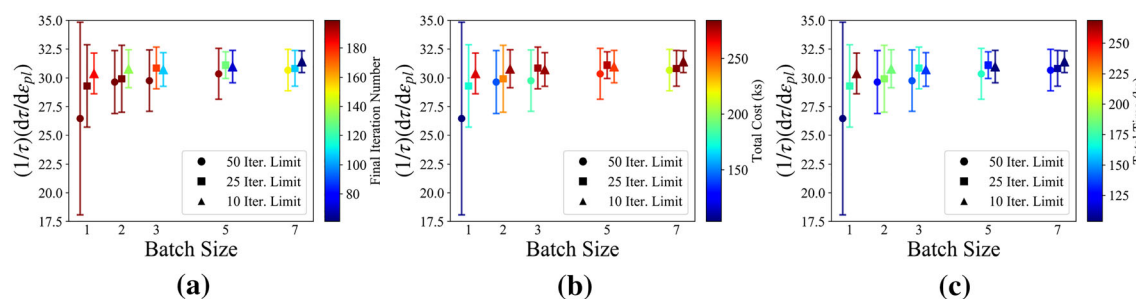 35.0
32.5
30.0
27.5
25.0
22.5
20.0
17.5
(1/τ)(dτ/dε_pl)
1 2 3 5 7
Batch Size
50 Iter. Limit
25 Iter. Limit
10 Iter. Limit
180
160
140
120
100
80
Final Iteration Number
(a)
35.0
32.5
30.0
27.5
25.0
22.5
20.0
17.5
(1/τ)(dτ/dε_pl)
1 2 3 5 7
Batch Size
50 Iter. Limit
25 Iter. Limit
10 Iter. Limit
250
200
150
Total Cost (ks)
(b)
35.0
32.5
30.0
27.5
25.0
22.5
20.0
17.5
(1/τ)(dτ/dε_pl)
1 2 3 5 7
Batch Size
50 Iter. Limit
25 Iter. Limit
10 Iter. Limit
250
225
200
175
150
125
(c)